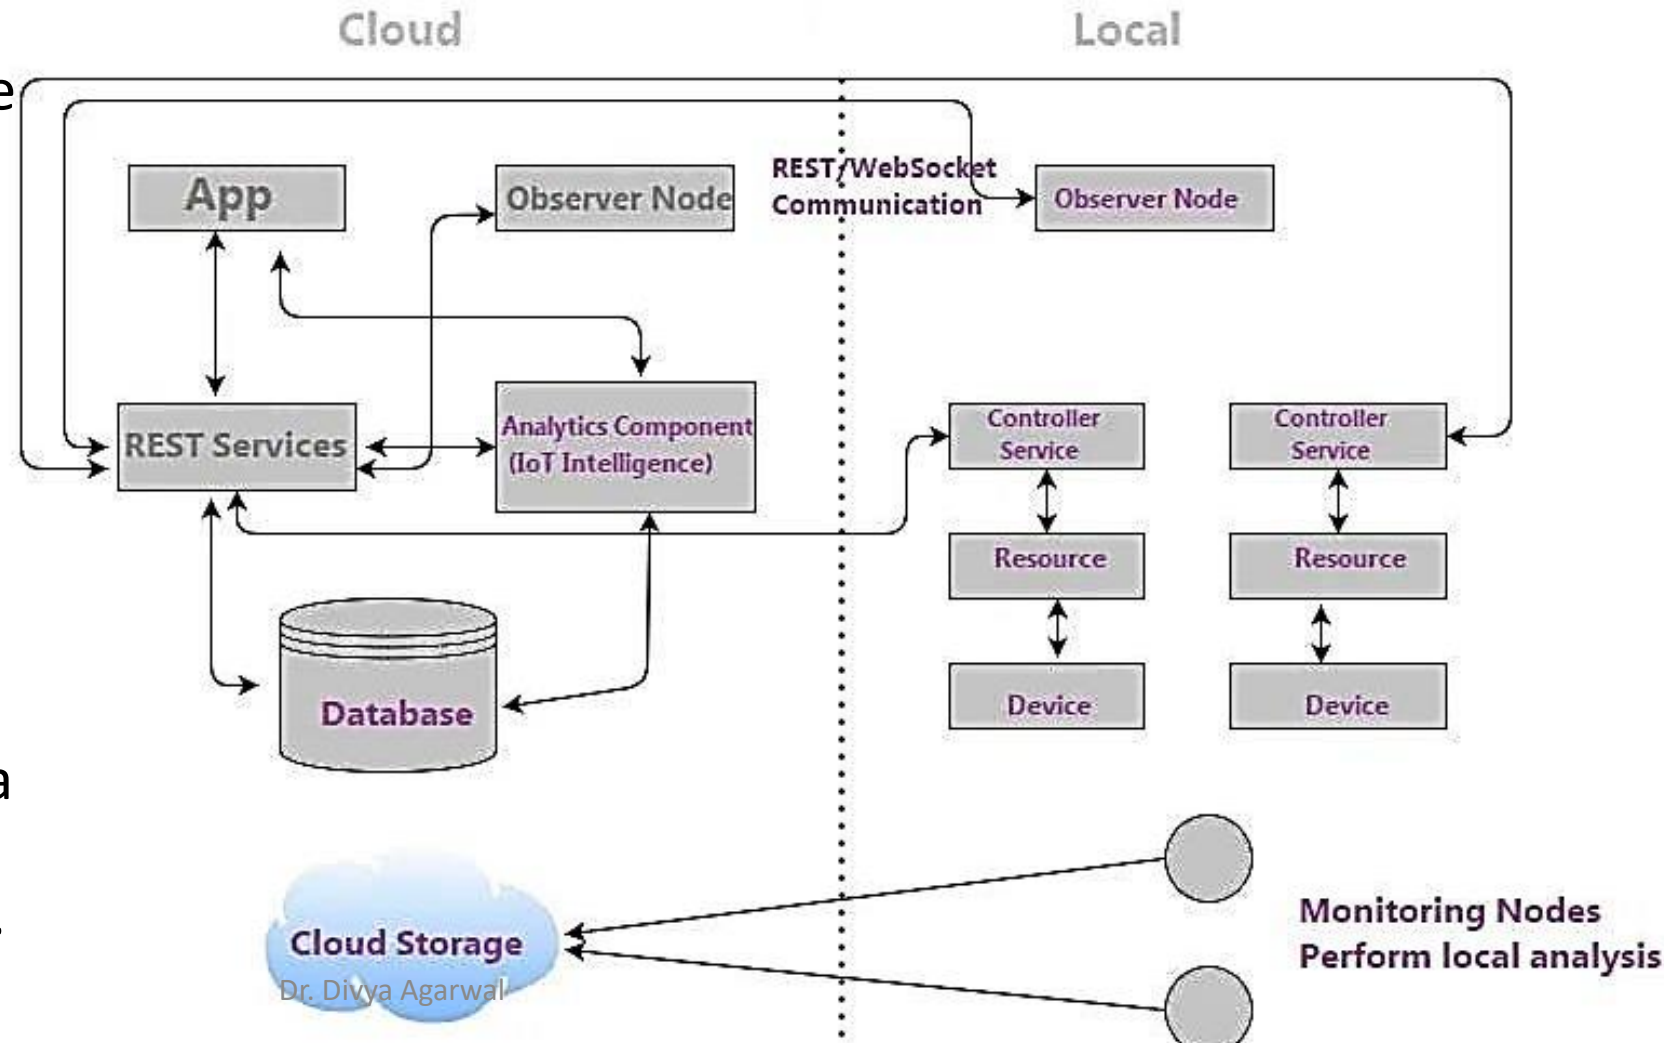 Cloud
Local
e
App
Observer Node
REST/WebSocket
Communication
Observer Node
REST Services
Analytics Component
(IoT Intelligence)
Controller
Service
Controller
Service
Resource
Resource
Database
Device
Device
a
Cloud Storage
Dr. Divya Agarwal
Monitoring Nodes
Perform local analysis